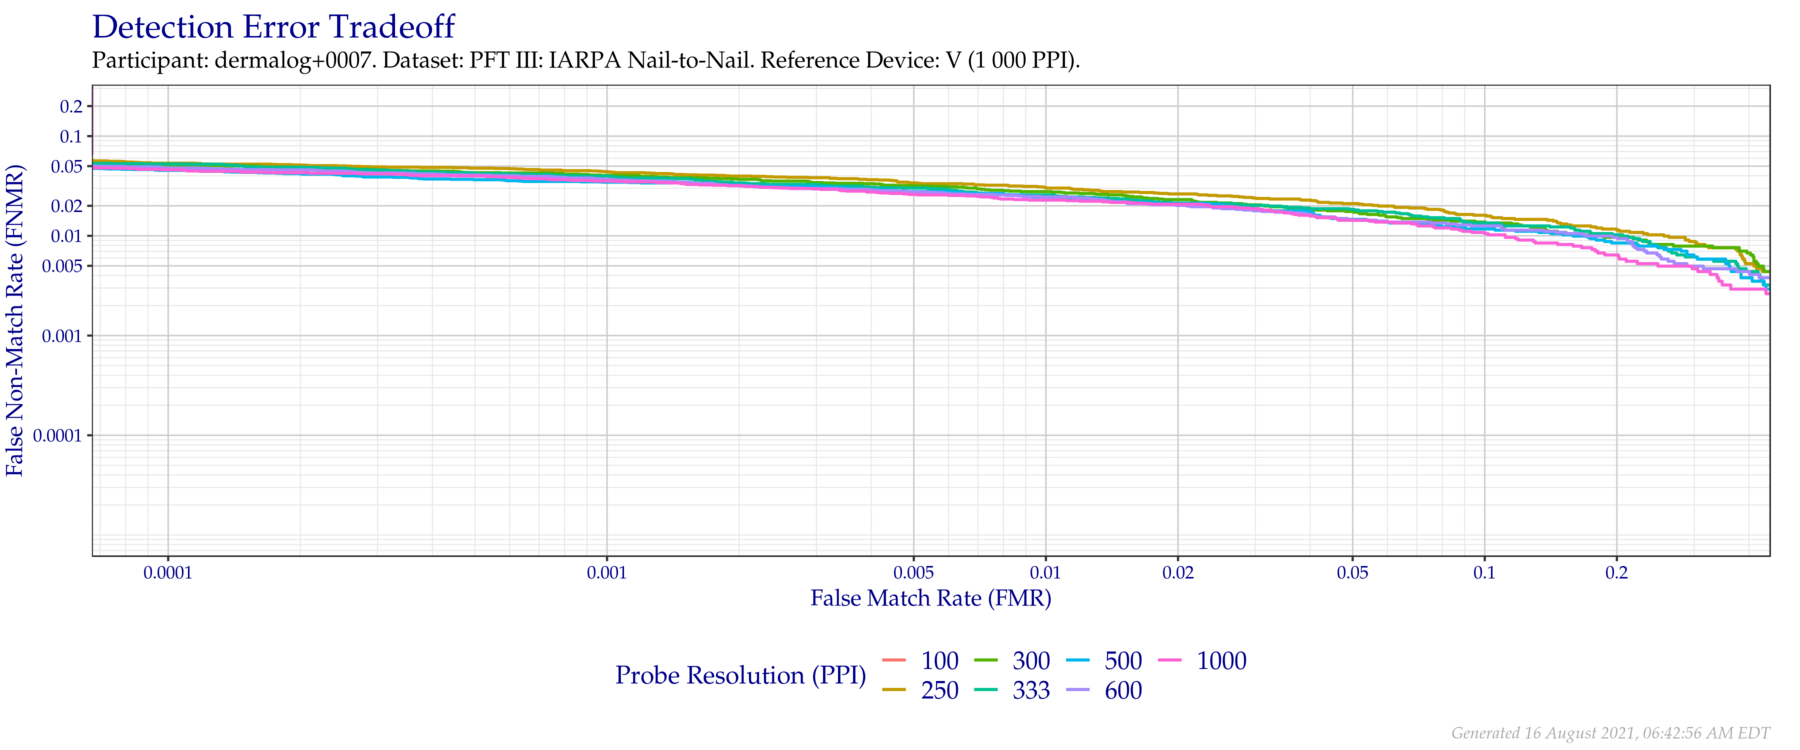 Detection Error Tradeoff
Participant: dermalog+0007. Dataset: PFT III: IARPA Nail-to-Nail. Reference Device: V (1 000 PPI).
False Non-Match Rate (FNMR)
0.2
0.1
0.05
0.02
0.01
0.005
0.001
0.0001
0.0001 0.001 0.005 0.01 0.02 0.05 0.1 0.2
False Match Rate (FMR)
Probe Resolution (PPI)
100 300 500 1000
250 333 600
Generated 16 August 2021, 06:42:56 AM EDT